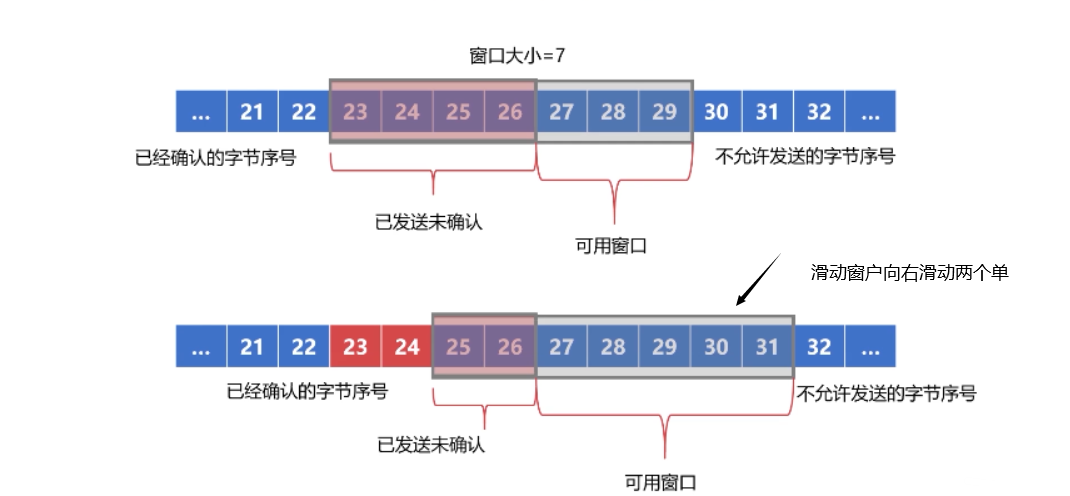 窗口大小=7
... 21 22 23 24 25 26 27 28 29 30 31 32 ...
已经确认的字节序号
不允许发送的字节序号
已发送未确认
可用窗口
滑动窗户向右滑动两个单
... 21 22 23 24 25 26 27 28 29 30 31 32 ...
已经确认的字节序号
不允许发送的字节序号
已发送未确认
可用窗口